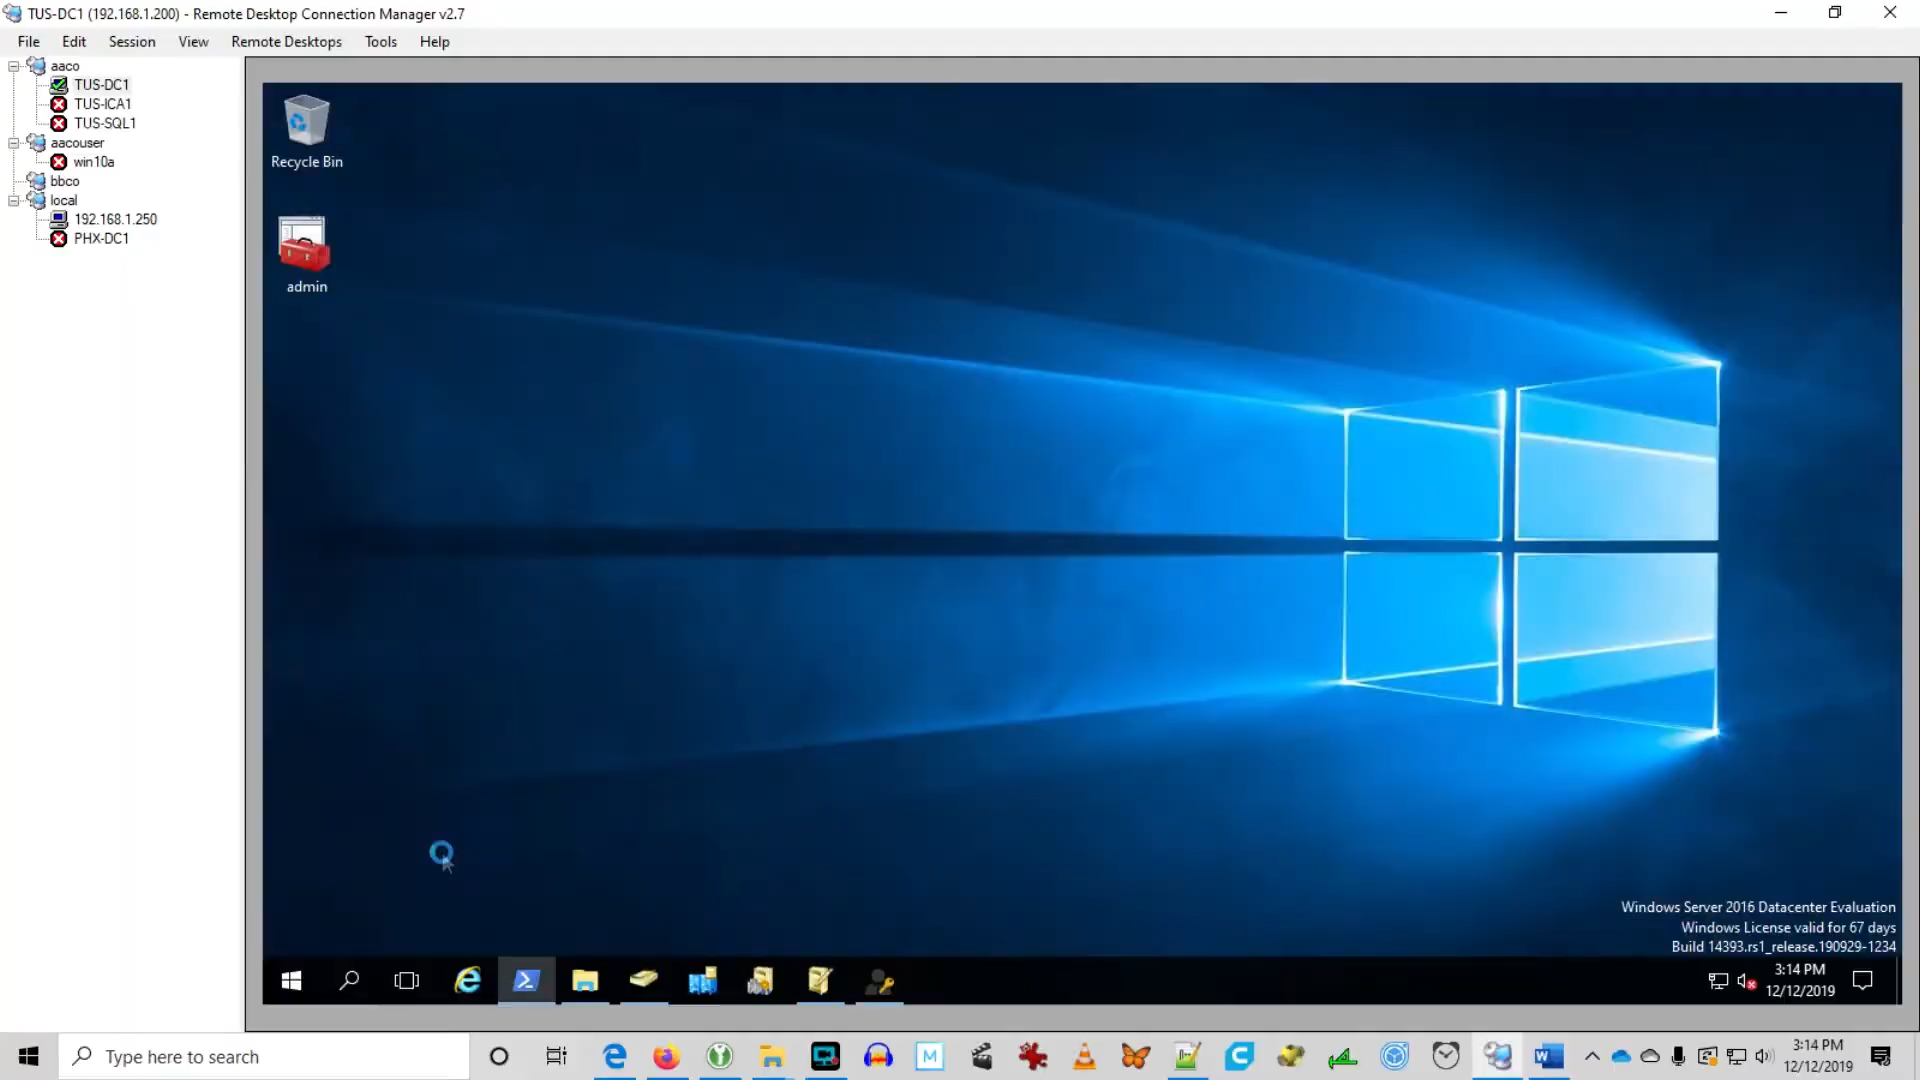 TUS-DC1 (192.168.1.200) - Remote Desktop Connection Manager v2.7
File Edit Session View Remote Desktops Tools Help
aaco
TUS-DC1
TUS-ICA1
TUS-SQL1
aacouser
win10a
bbco
local
192.168.1.250
PHX-DC1
Recycle Bin
admin
Windows Server 2016 Datacenter Evaluation
Windows License valid for 67 days
Build 14393.rs1_release.190929-1234
3:14 PM
12/12/2019
Type here to search
M
3:14 PM
12/12/2019